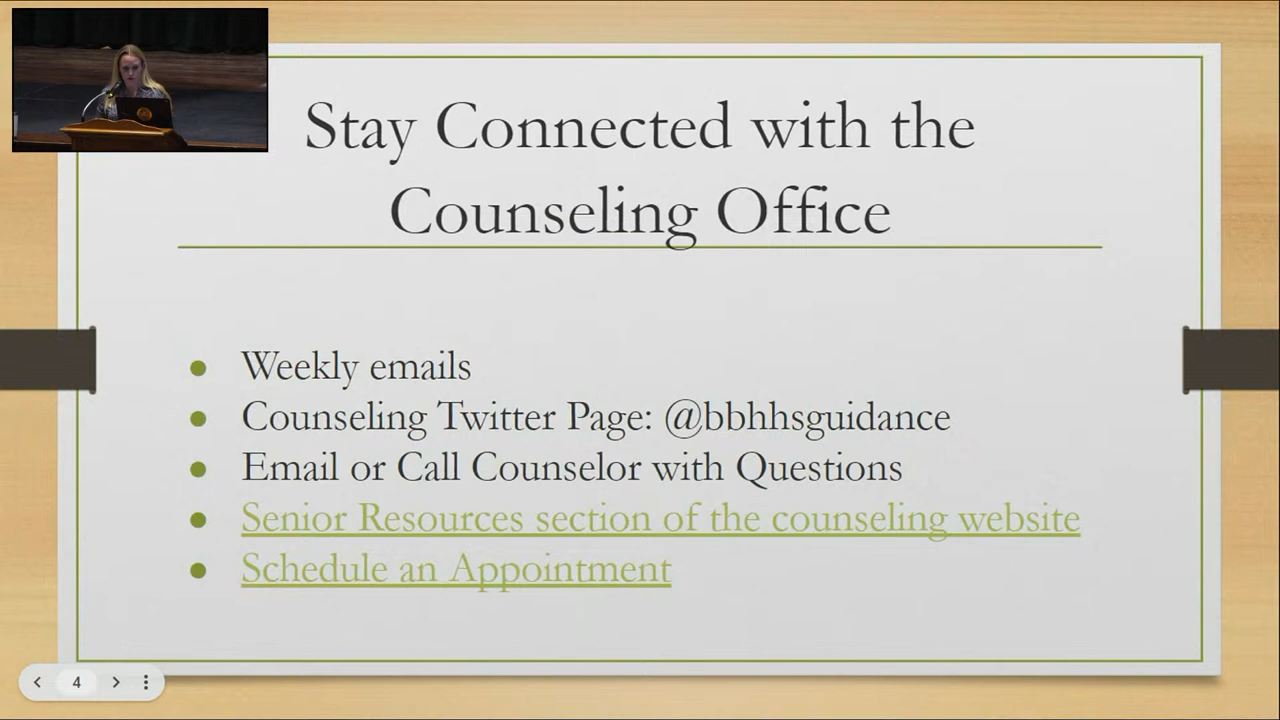 Stay Connected with the
Counseling Office
Weekly emails
Counseling Twitter Page: @bbhhsguidance
Email or Call Counselor with Questions
Senior Resources section of the counseling website
Schedule an Appointment
4